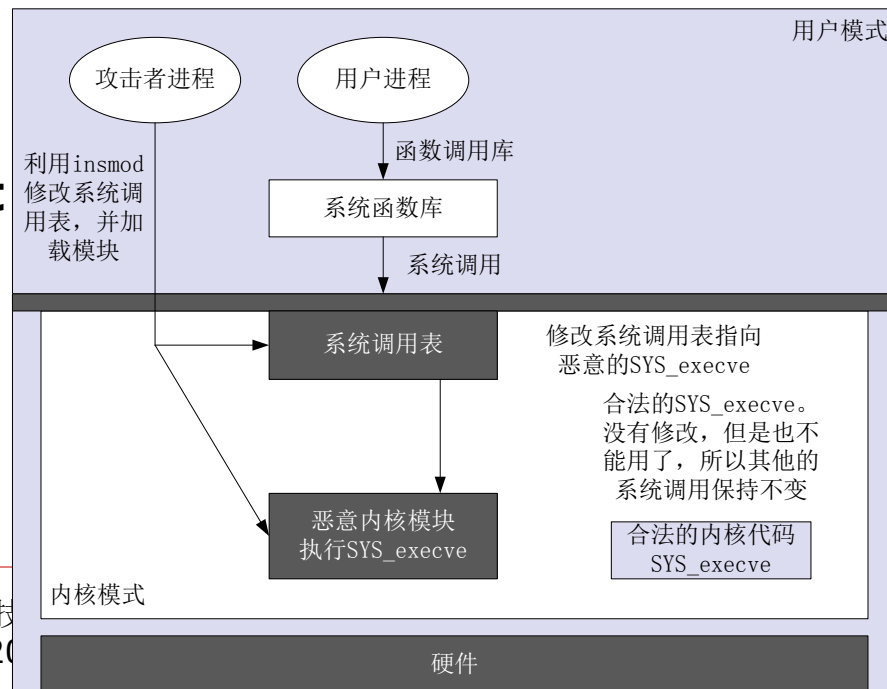 用户模式
攻击者进程
用户进程
利用insmod
修改系统调
用表，并加
载模块
函数调用库
系统函数库
系统调用
系统调用表
修改系统调用表指向
恶意的SYS_execve
合法的SYS_execve。
没有修改，但是也不
能用了，所以其他的
系统调用保持不变
恶意内核模块
执行SYS_execve
合法的内核代码
SYS_execve
内核模式
硬件